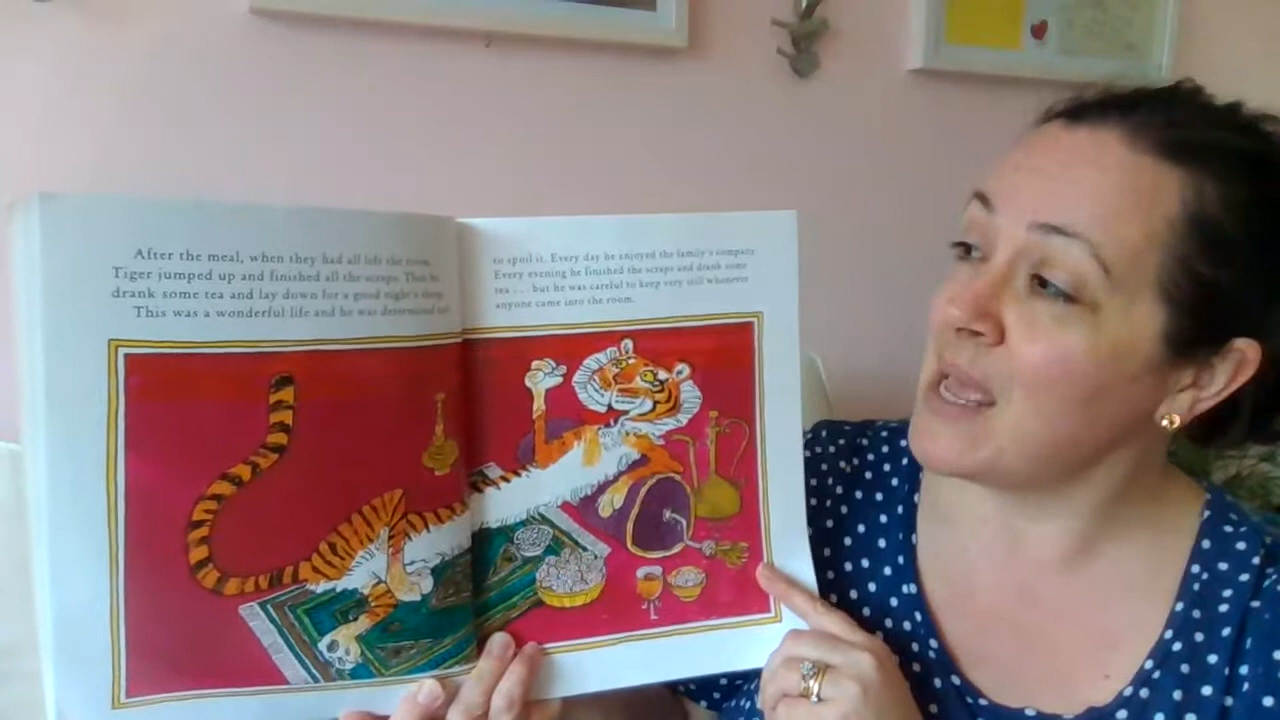 After the meal, when they had all left the room,
Tiger jumped up and finished all the scraps. Then he
drank some tea and lay down for a good night's sleep.
This was a wonderful life and he was determined not
to spoil it. Every day he enjoyed the family's company.
Every evening he finished the scraps and drank some
tea . . . but he was careful to keep very still whenever
anyone came into the room.